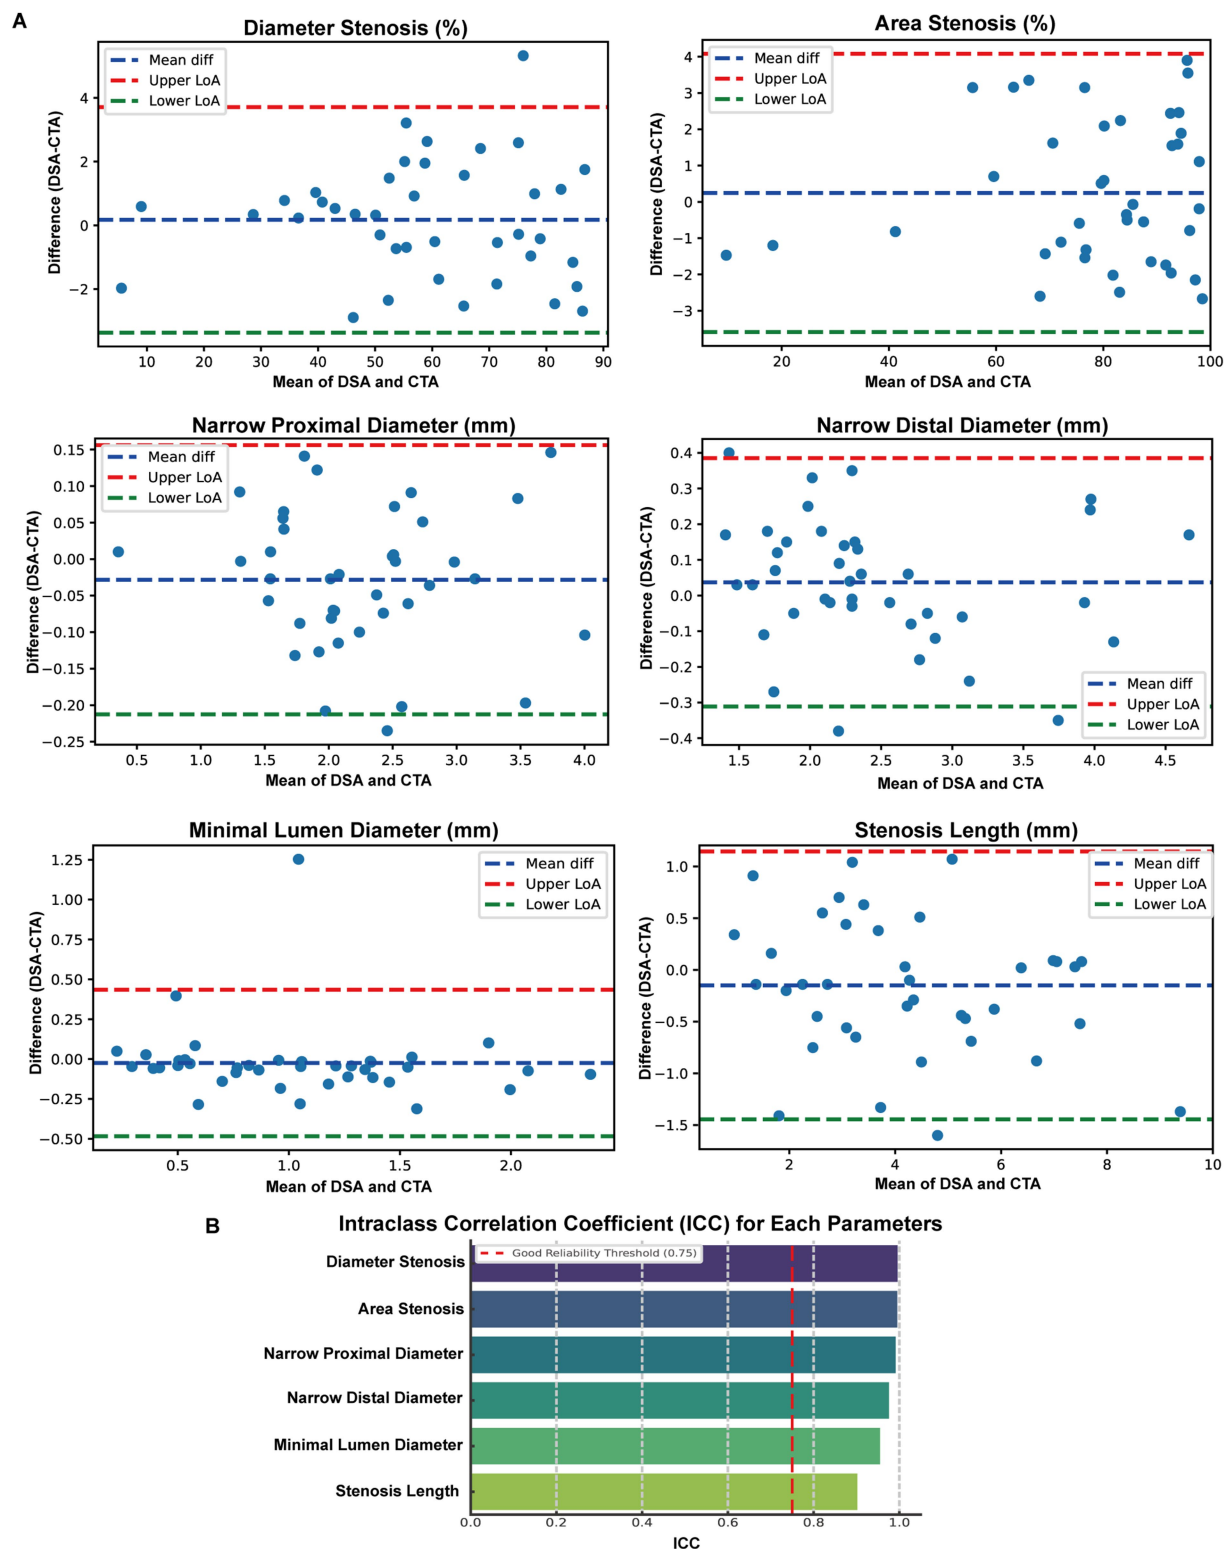 A
Diameter Stenosis (%)
Mean diff
Upper LoA
Lower LoA
4
2
0
−2
Difference (DSA-CTA)
10 20 30 40 50 60 70 80 90
Mean of DSA and CTA
Area Stenosis (%)
Mean diff
Upper LoA
Lower LoA
4
3
2
1
0
−1
−2
−3
Difference (DSA-CTA)
20 40 60 80 100
Mean of DSA and CTA
Narrow Proximal Diameter (mm)
Mean diff
Upper LoA
Lower LoA
0.15
0.10
0.05
0.00
−0.05
−0.10
−0.15
−0.20
−0.25
Difference (DSA-CTA)
0.5 1.0 1.5 2.0 2.5 3.0 3.5 4.0
Mean of DSA and CTA
Narrow Distal Diameter (mm)
0.4
0.3
0.2
0.1
0.0
−0.1
−0.2
−0.3
−0.4
Difference (DSA-CTA)
Mean diff
Upper LoA
Lower LoA
1.5 2.0 2.5 3.0 3.5 4.0 4.5
Mean of DSA and CTA
Minimal Lumen Diameter (mm)
Mean diff
Upper LoA
Lower LoA
1.25
1.00
0.75
0.50
0.25
0.00
−0.25
−0.50
Difference (DSA-CTA)
0.5 1.0 1.5 2.0
Mean of DSA and CTA
Stenosis Length (mm)
Mean diff
Upper LoA
Lower LoA
1.0
0.5
0.0
−0.5
−1.0
−1.5
Difference (DSA-CTA)
2 4 6 8 10
Mean of DSA and CTA
B
Intraclass Correlation Coefficient (ICC) for Each Parameters
Good Reliability Threshold (0.75)
Diameter Stenosis
Area Stenosis
Narrow Proximal Diameter
Narrow Distal Diameter
Minimal Lumen Diameter
Stenosis Length
0.0 0.2 0.4 0.6 0.8 1.0
ICC